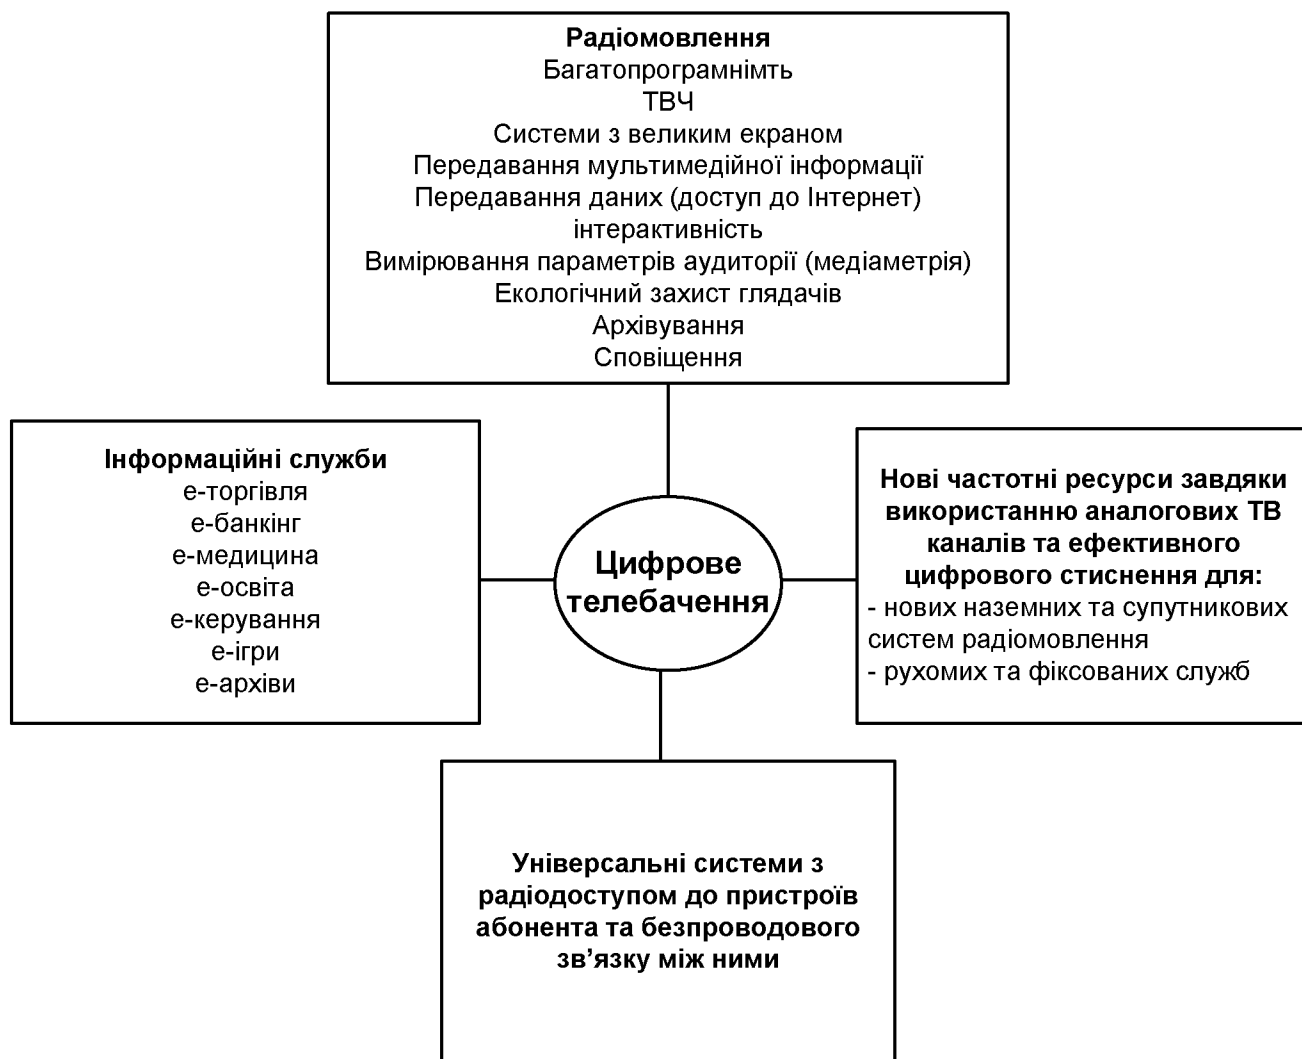 Радіомовлення
Багатопрограмнімть
ТВЧ
Системи з великим екраном
Передавання мультимедійної інформації
Передавання даних (доступ до Інтернет)
інтерактивність
Вимірювання параметрів аудиторії (медіаметрія)
Екологічний захист глядачів
Архівування
Сповіщення
Інформаційні служби
е-торгівля
е-банкінг
е-медицина
е-освіта
е-керування
е-ігри
е-архіви
Цифрове
телебачення
Нові частотні ресурси завдяки
використанню аналогових ТВ
каналів та ефективного
цифрового стиснення для:
- нових наземних та супутникових
систем радіомовлення
- рухомих та фіксованих служб
Універсальні системи з
радіодоступом до пристроїв
абонента та безпроводового
зв’язку між ними